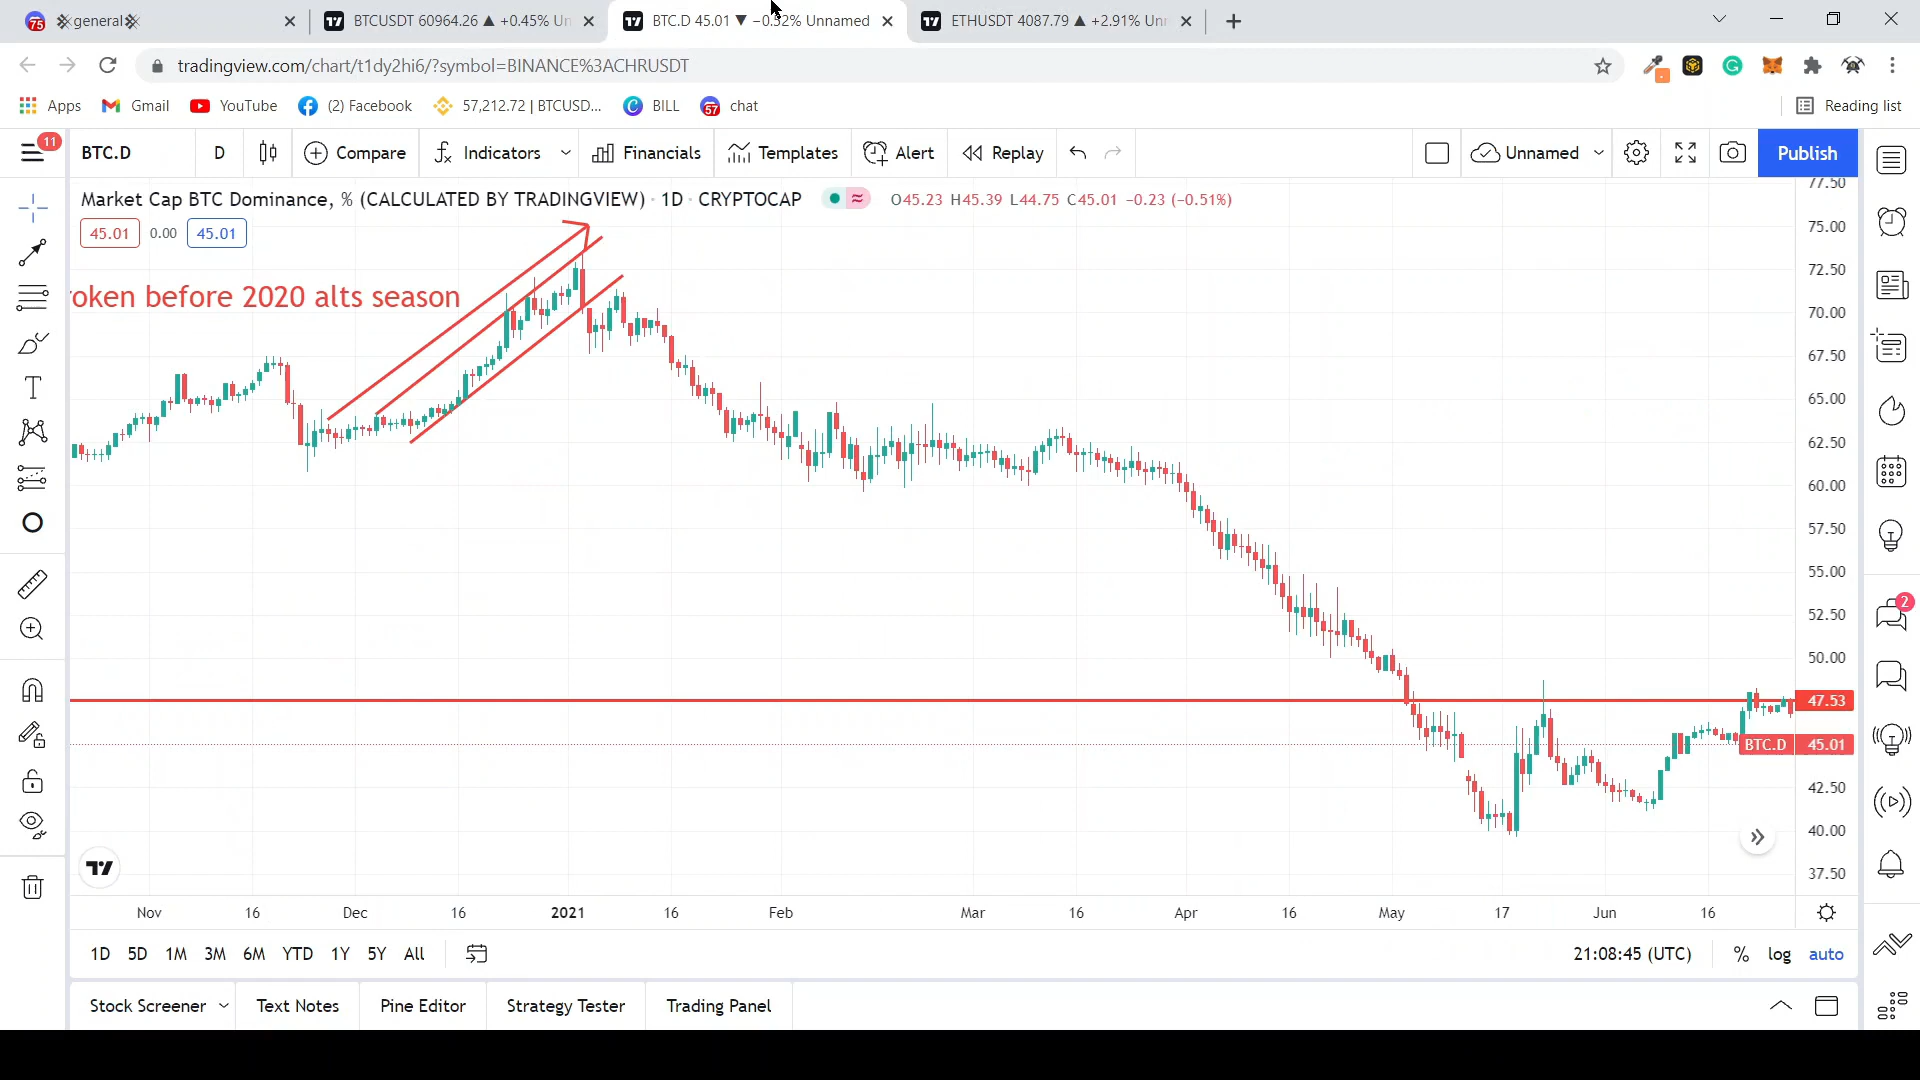 general
BTCUSDT 60964.26 ▲ +0.45% Un
BTC.D 45.01 ▼ −0.32% Unnamed
ETHUSDT 4087.79 ▲ +2.91% Un
tradingview.com/chart/t1dy2hi6/?symbol=BINANCE%3ACHRUSDT
Apps
Gmail
YouTube
(2) Facebook
57,212.72 | BTCUSD...
BILL
57
chat
Reading list
11
BTC.D
D
Compare
Indicators
Financials
Templates
Alert
Replay
Unnamed
Publish
Market Cap BTC Dominance, % (CALCULATED BY TRADINGVIEW) · 1D · CRYPTOCAP
O45.23 H45.39 L44.75 C45.01 −0.23 (−0.51%)
45.01
0.00
45.01
oken before 2020 alts season
77.50
75.00
72.50
70.00
67.50
65.00
62.50
60.00
57.50
55.00
52.50
50.00
47.53
BTC.D 45.01
42.50
40.00
37.50
2
Nov
16
Dec
16
2021
16
Feb
Mar
16
Apr
16
May
17
Jun
16
1D
5D
1M
3M
6M
YTD
1Y
5Y
All
21:08:45 (UTC)
%
log
auto
Stock Screener
Text Notes
Pine Editor
Strategy Tester
Trading Panel